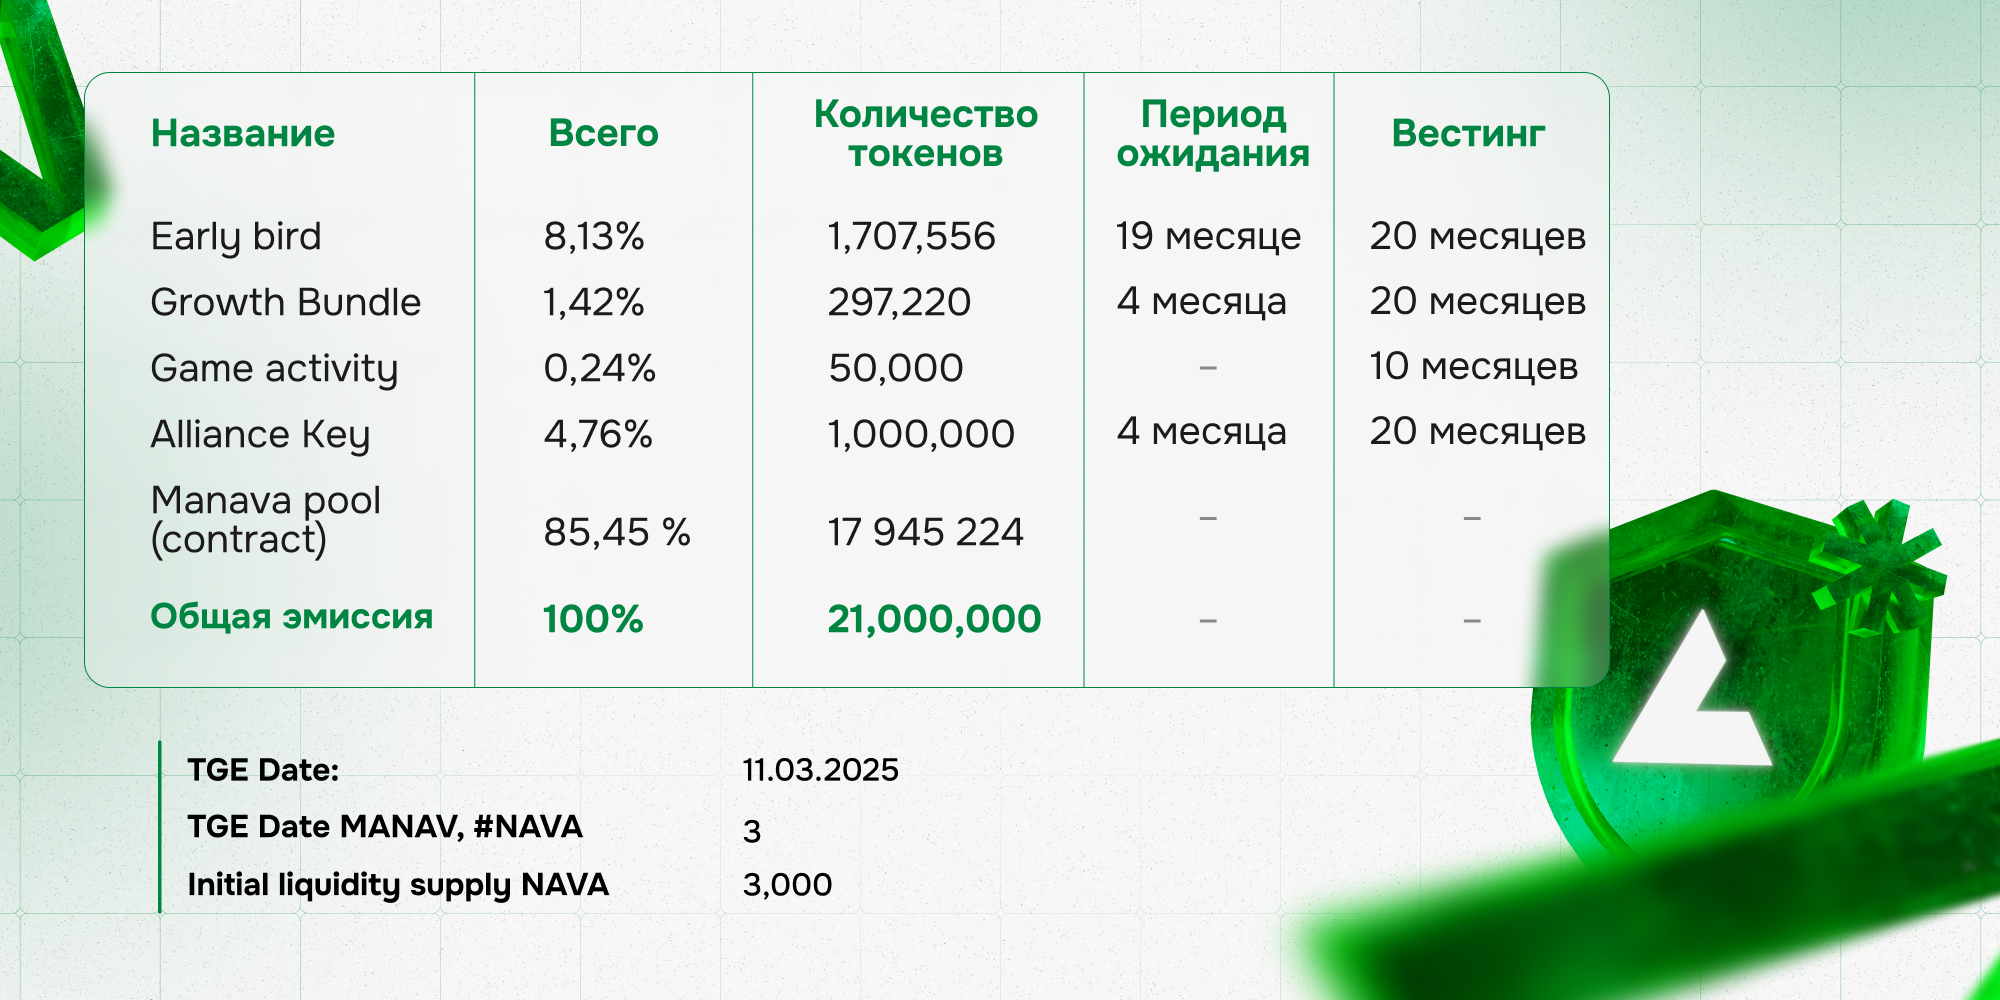 Название Всего Количество токенов Период ожидания Вестинг
Early bird 8,13% 1,707,556 19 месяце 20 месяцев
Growth Bundle 1,42% 297,220 4 месяца 20 месяцев
Game activity 0,24% 50,000 – 10 месяцев
Alliance Key 4,76% 1,000,000 4 месяца 20 месяцев
Manava pool
(contract) 85,45 % 17 945 224 – –
Общая эмиссия 100% 21,000,000 – –
TGE Date: 11.03.2025
TGE Date MANAV, #NAVA 3
Initial liquidity supply NAVA 3,000